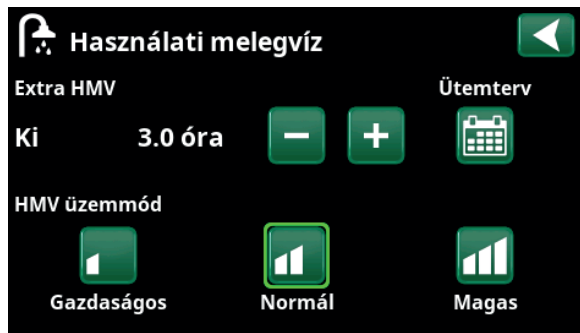 Használati melegvíz
Extra HMV Ütemterv
Ki 3.0 óra − +
HMV üzemmód
Gazdaságos Normál Magas